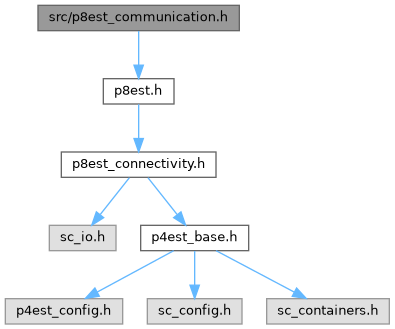 src/p8est_communication.h
p8est.h
p8est_connectivity.h
sc_io.h
p4est_base.h
p4est_config.h
sc_config.h
sc_containers.h